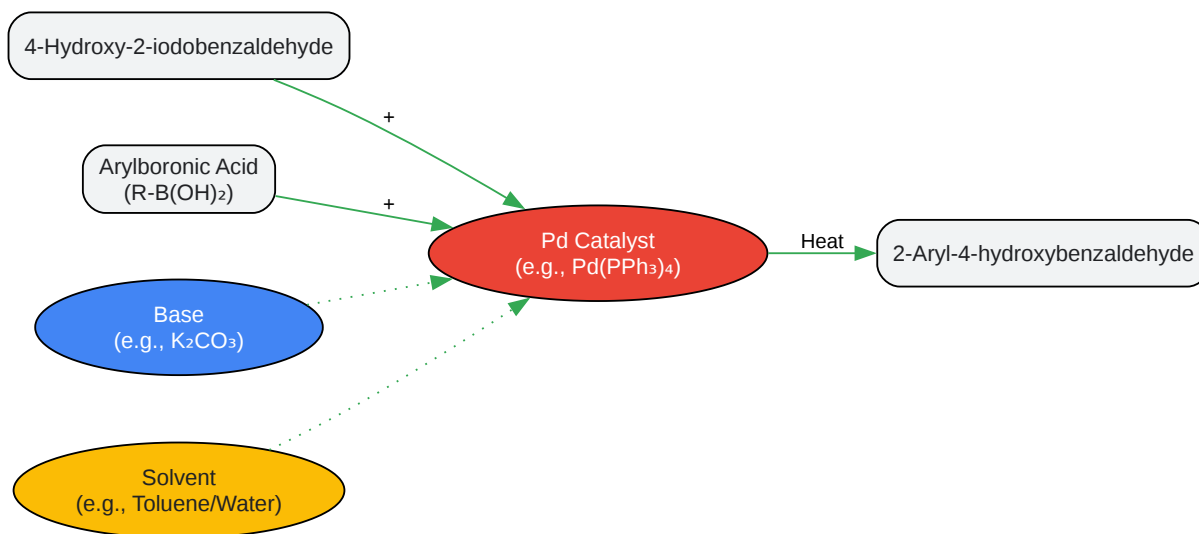 4-Hydroxy-2-iodobenzaldehyde
+
Arylboronic Acid
(R-B(OH)₂)
+
Pd Catalyst
(e.g., Pd(PPh₃)₄)
Heat
2-Aryl-4-hydroxybenzaldehyde
Base
(e.g., K₂CO₃)
Solvent
(e.g., Toluene/Water)